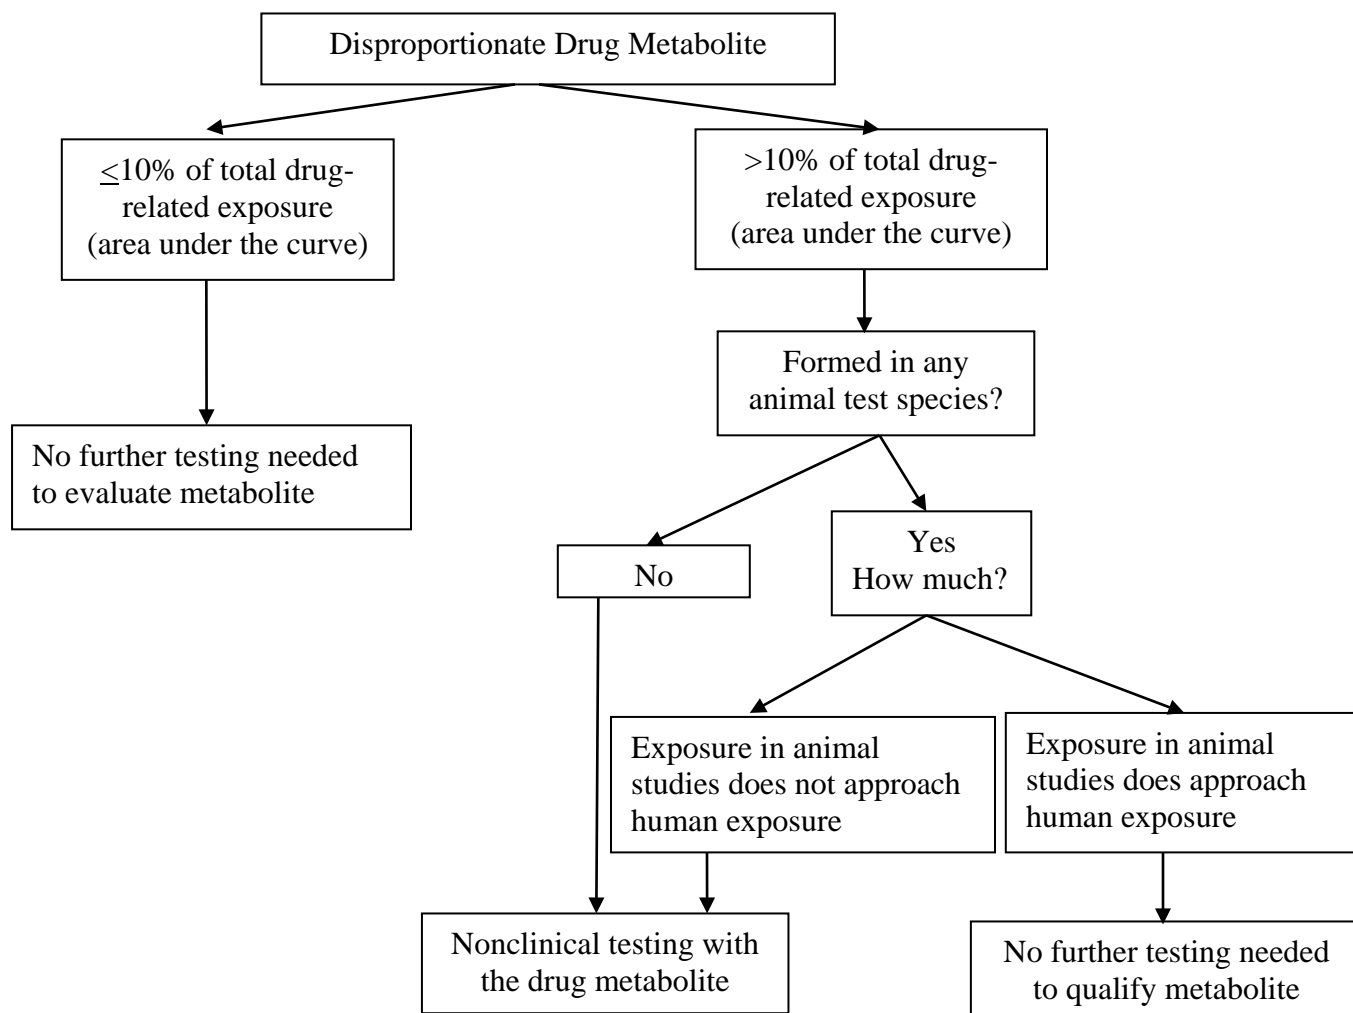 Disproportionate Drug Metabolite
≤10% of total drug-
related exposure
(area under the curve)
>10% of total drug-
related exposure
(area under the curve)
Formed in any
animal test species?
No further testing needed
to evaluate metabolite
No
Yes
How much?
Exposure in animal
studies does not approach
human exposure
Exposure in animal
studies does approach
human exposure
Nonclinical testing with
the drug metabolite
No further testing needed
to qualify metabolite